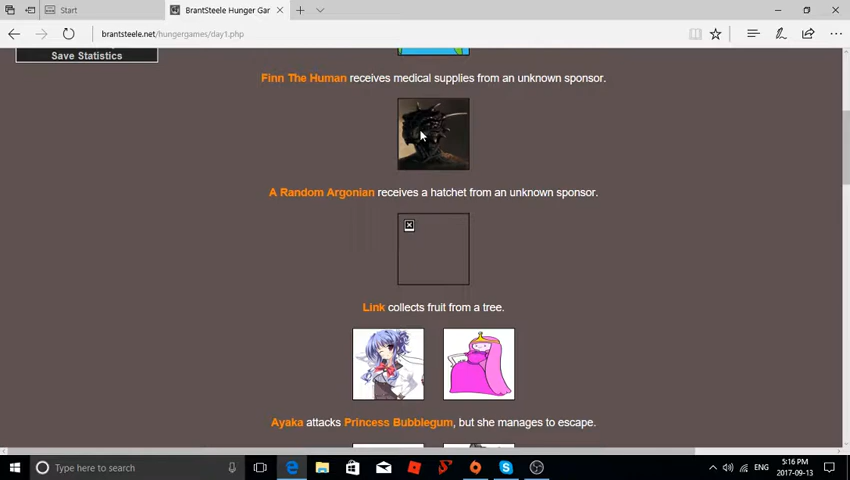 Start
BrantSteele Hunger Gar
brantsteele.net/hungergames/day1.php
Save Statistics
Finn The Human receives medical supplies from an unknown sponsor.
A Random Argonian receives a hatchet from an unknown sponsor.
Link collects fruit from a tree.
Ayaka attacks Princess Bubblegum, but she manages to escape.
Type here to search
ENG
5:16 PM
2017-09-13